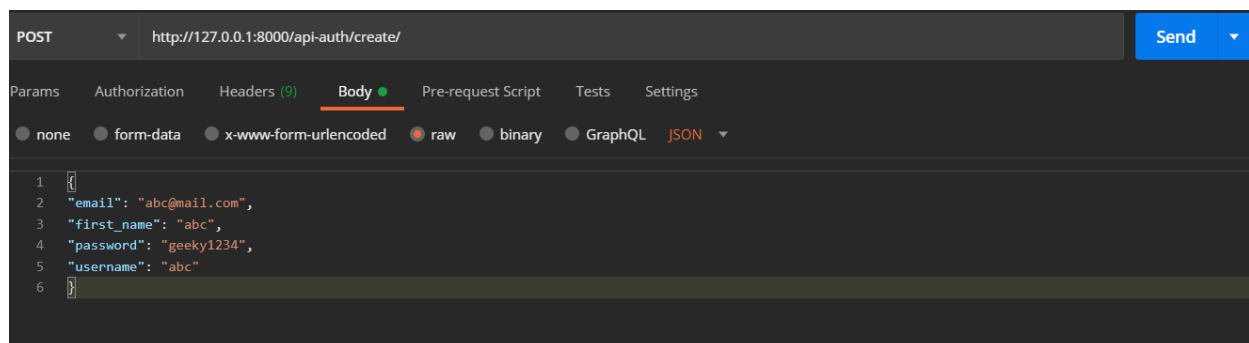 POST http://127.0.0.1:8000/api-auth/create/ Send
Params Authorization Headers (9) Body Pre-request Script Tests Settings
none form-data x-www-form-urlencoded raw binary GraphQL JSON
1 {
2 "email": "abc@mail.com",
3 "first_name": "abc",
4 "password": "geeky1234",
5 "username": "abc"
6 }